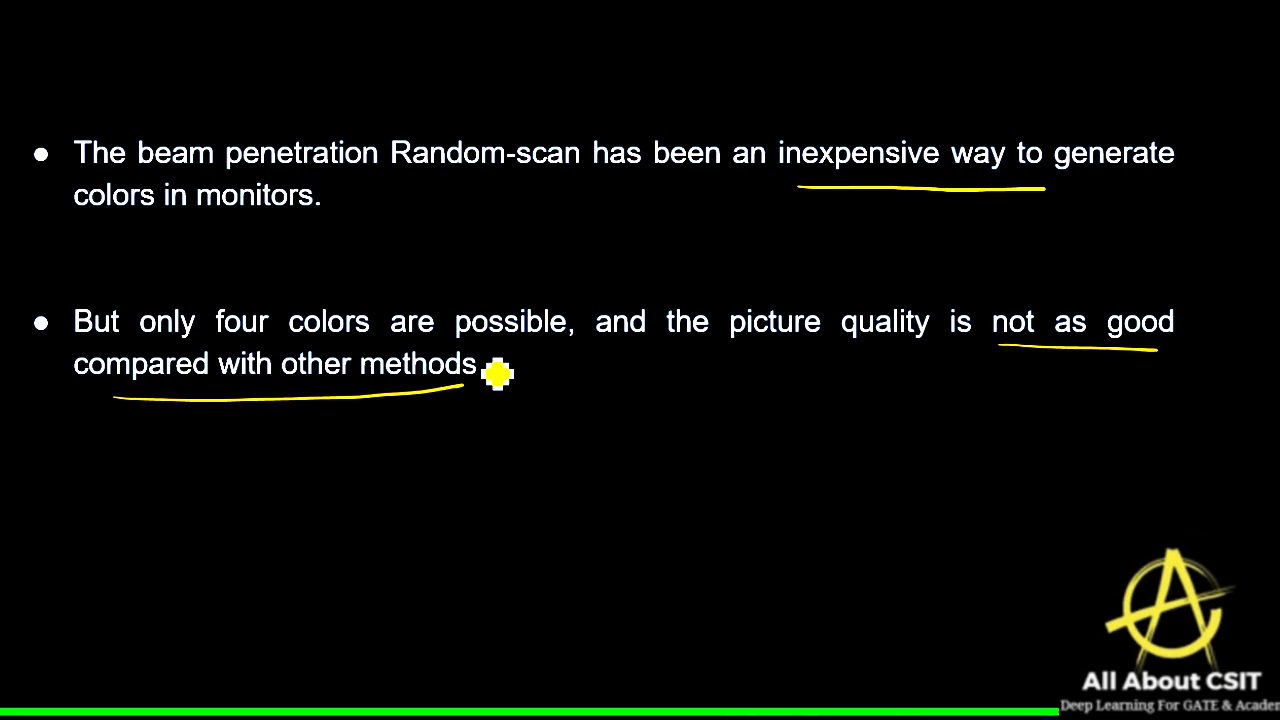 ● The beam penetration Random-scan has been an inexpensive way to generate
colors in monitors.
● But only four colors are possible, and the picture quality is not as good
compared with other methods
All About CSIT
Deep Learning For GATE & Academ